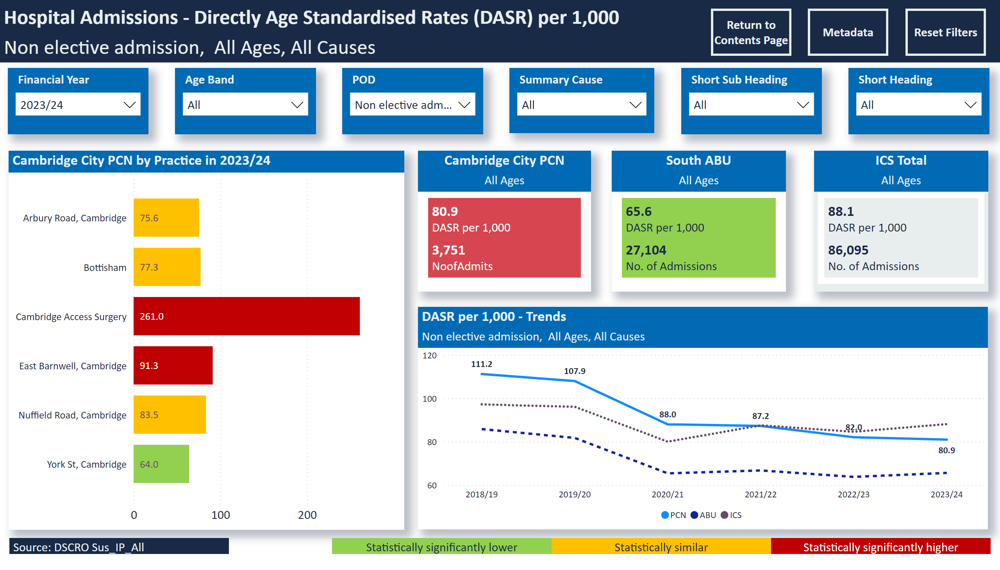 Hospital Admissions - Directly Age Standardised Rates (DASR) per 1,000
Non elective admission,  All Ages, All Causes
Return to
Contents Page
Metadata
Reset Filters
Financial Year
2023/24
Age Band
All
POD
Non elective adm...
Summary Cause
All
Short Sub Heading
All
Short Heading
All
Cambridge City PCN by Practice in 2023/24
Arbury Road, Cambridge
75.6
Bottisham
77.3
Cambridge Access Surgery
261.0
East Barnwell, Cambridge
91.3
Nuffield Road, Cambridge
83.5
York St, Cambridge
64.0
0
100
200
Cambridge City PCN
All Ages
80.9
DASR per 1,000
3,751
NoofAdmits
South ABU
All Ages
65.6
DASR per 1,000
27,104
No. of Admissions
ICS Total
All Ages
88.1
DASR per 1,000
86,095
No. of Admissions
DASR per 1,000 - Trends
Non elective admission,  All Ages, All Causes
120
100
80
60
111.2
107.9
88.0
87.2
82.0
80.9
2018/19
2019/20
2020/21
2021/22
2022/23
2023/24
PCN
ABU
ICS
Source: DSCRO Sus_IP_All
Statistically significantly lower
Statistically similar
Statistically significantly higher